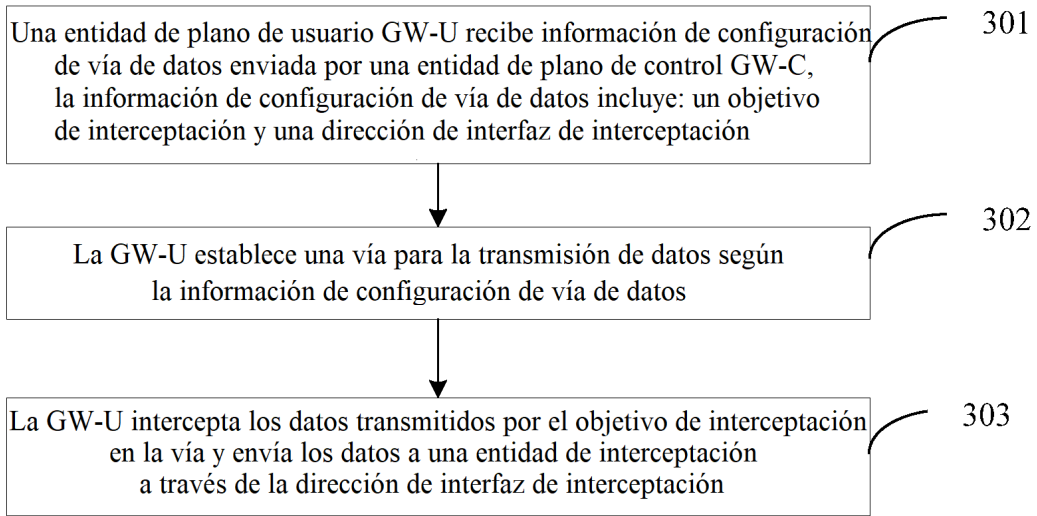 Una entidad de plano de usuario GW-U recibe información de configuración
de vía de datos enviada por una entidad de plano de control GW-C,
la información de configuración de vía de datos incluye: un objetivo
de interceptación y una dirección de interfaz de interceptación
301
La GW-U establece una vía para la transmisión de datos según
la información de configuración de vía de datos
302
La GW-U intercepta los datos transmitidos por el objetivo de interceptación
en la vía y envía los datos a una entidad de interceptación
a través de la dirección de interfaz de interceptación
303